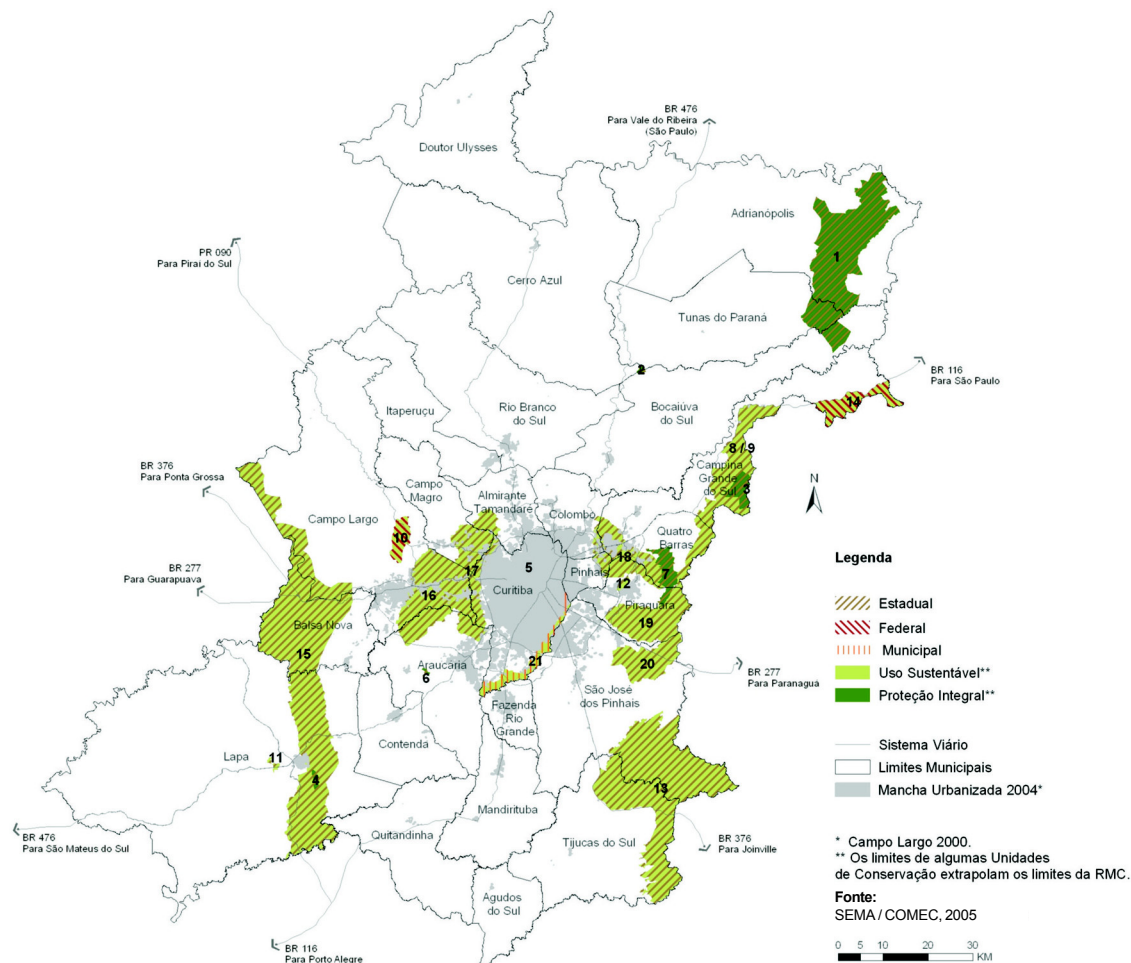 BR 476
Para Vale do Ribeira
(São Paulo)
Doutor Ulysses
Adrianópolis
PR 090
Para Piraí do Sul
1
Cerro Azul
Tunas do Paraná
2
BR 116
Para São Paulo
14
Itaperuçu
Rio Branco
do Sul
Bocaiúva
do Sul
8 / 9
BR 376
Para Ponta Grossa
Campina
Grande
do Sul
3
N
Campo
Magro
Almirante
Tamandaré
Colombo
Campo Largo
10
Quatro
Barras
18
7
17
5
Pinhais
12
BR 277
Para Guarapuava
Curitiba
16
Piraquara
19
Balsa Nova
15
21
20
Araucária
6
BR 277
Para Paranaguá
São José
dos Pinhais
Fazenda
Rio
Grande
Contenda
Lapa
11
4
13
Mandirituba
BR 476
Para São Mateus do Sul
Quitandinha
Tijucas do Sul
BR 376
Para Joinville
Agudos
do Sul
BR 116
Para Porto Alegre
Legenda
Estadual
Federal
Municipal
Uso Sustentável**
Proteção Integral**
Sistema Viário
Limites Municipais
Mancha Urbanizada 2004*
* Campo Largo 2000.
** Os limites de algumas Unidades
de Conservação extrapolam os limites da RMC.
Fonte:
SEMA / COMEC, 2005
0 5 10 20 30
KM